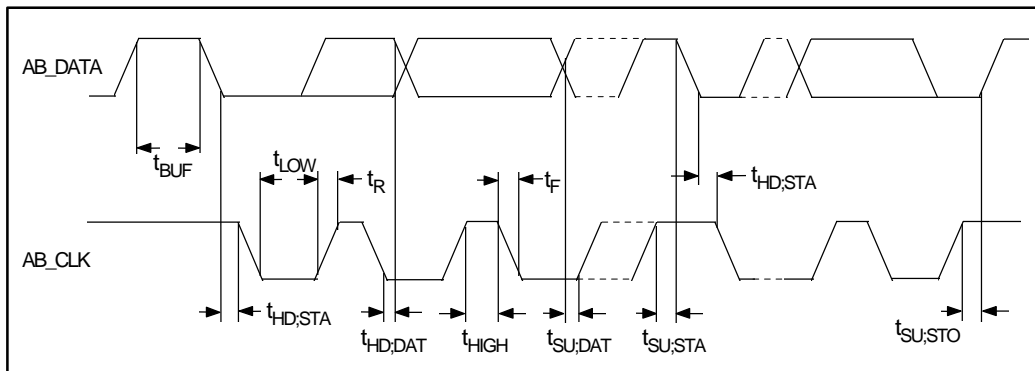 AB_DATA
tBUF
tLOW
tR
tF
tHD;STA
AB_CLK
tHD;STA
tHD;DAT
tHIGH
tSU;DAT
tSU;STA
tSU;STO